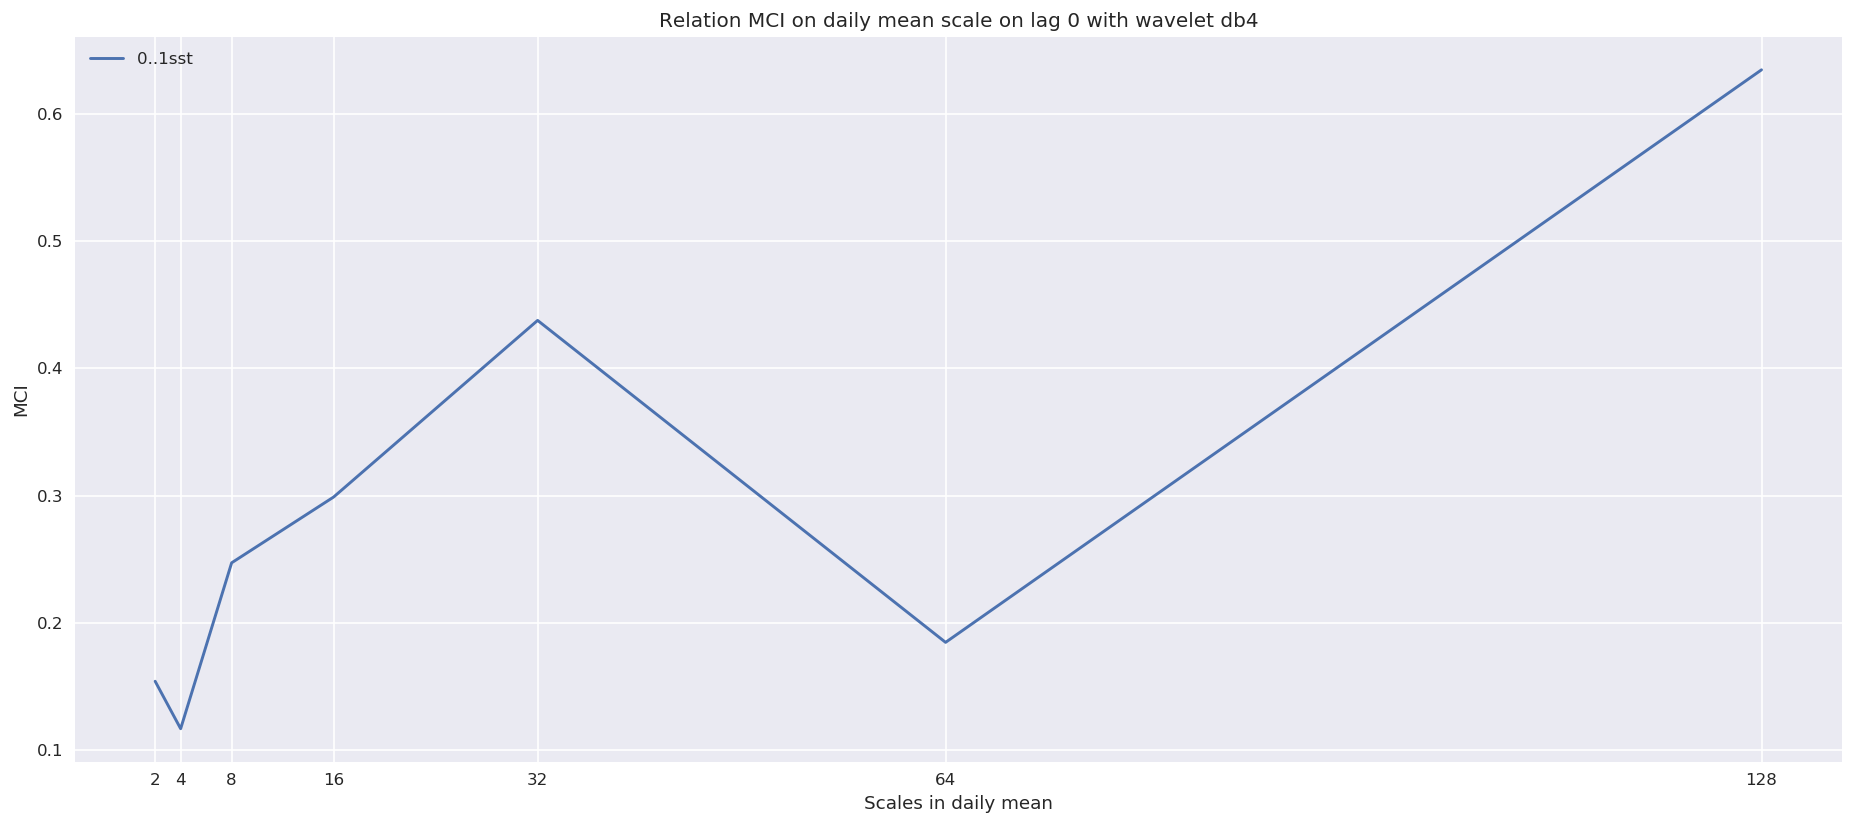 Relation MCI on daily mean scale on lag 0 with wavelet db4
0..1sst
0.6
0.5
0.4
0.3
0.2
0.1
MCI
2 4 8 16 32 64 128
Scales in daily mean